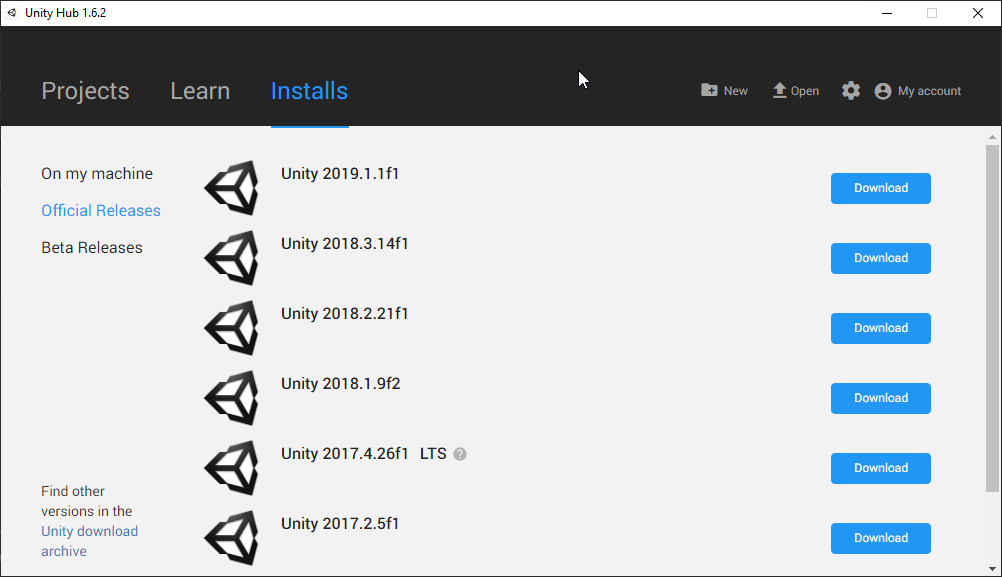 Unity Hub 1.6.2
Projects Learn Installs New Open My account
On my machine
Official Releases
Beta Releases
Unity 2019.1.1f1 Download
Unity 2018.3.14f1 Download
Unity 2018.2.21f1 Download
Unity 2018.1.9f2 Download
Unity 2017.4.26f1 LTS ? Download
Unity 2017.2.5f1 Download
Find other
versions in the
Unity download
archive